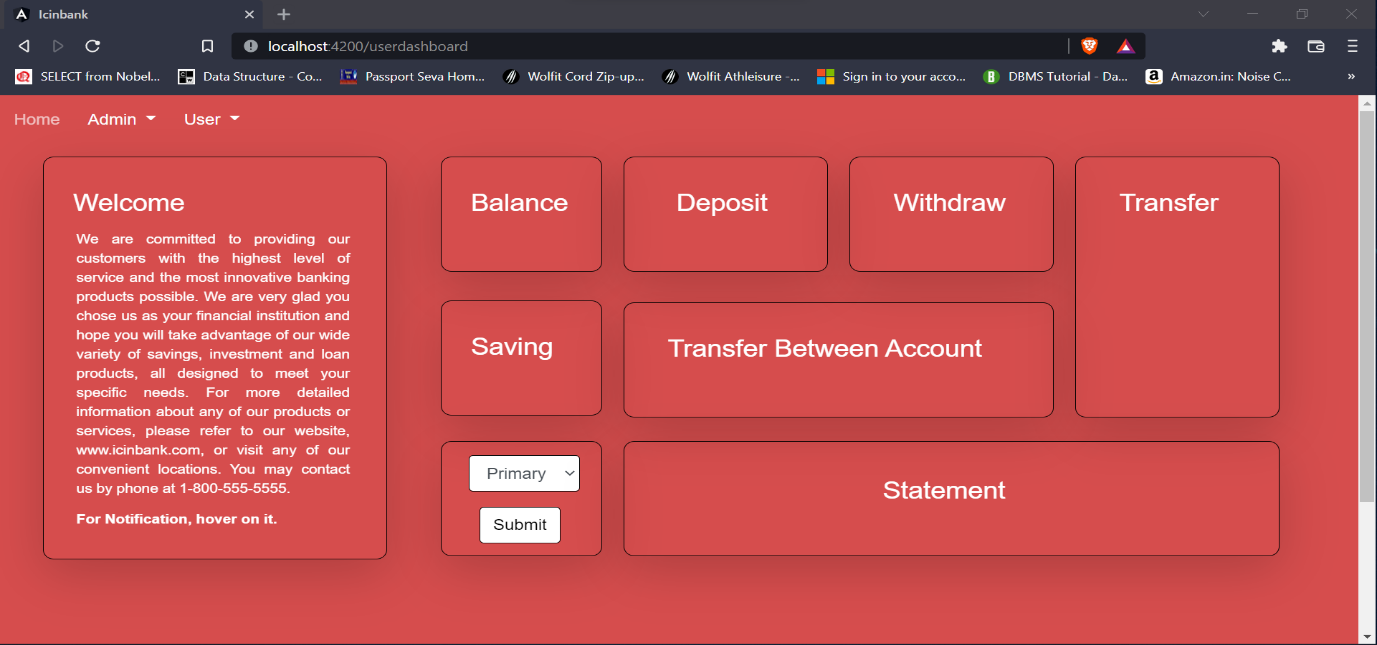 Icinbank
localhost:4200/userdashboard
SELECT from Nobel...
Data Structure - Co...
Passport Seva Hom...
Wolfit Cord Zip-up...
Wolfit Athleisure -...
Sign in to your acco...
DBMS Tutorial - Da...
Amazon.in: Noise C...
Home
Admin
User
Welcome
We are committed to providing our
customers with the highest level of
service and the most innovative banking
products possible. We are very glad you
chose us as your financial institution and
hope you will take advantage of our wide
variety of savings, investment and loan
products, all designed to meet your
specific needs. For more detailed
information about any of our products or
services, please refer to our website,
www.icinbank.com, or visit any of our
convenient locations. You may contact
us by phone at 1-800-555-5555.
For Notification, hover on it.
Balance
Deposit
Withdraw
Transfer
Saving
Transfer Between Account
Primary
Submit
Statement